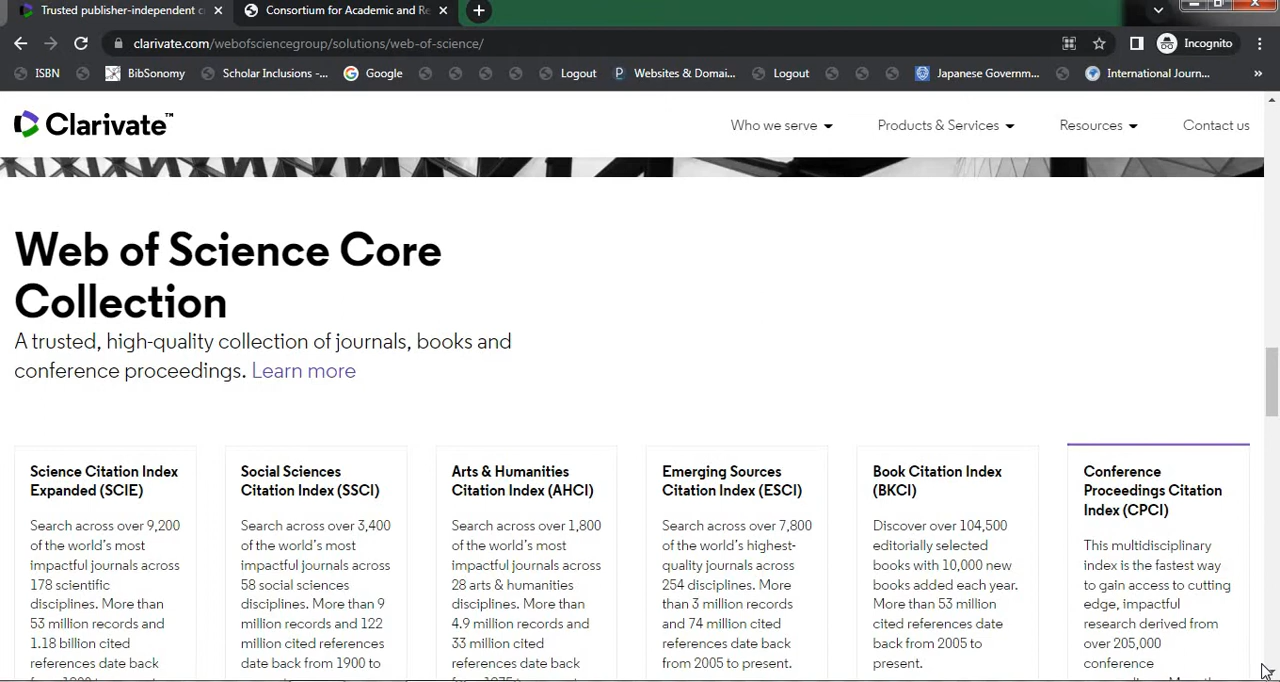 Trusted publisher-independent c
Consortium for Academic and Re
clarivate.com/webofsciencegroup/solutions/web-of-science/
Incognito
ISBN
BibSonomy
Scholar Inclusions -...
Google
Logout
Websites & Domai...
Logout
Japanese Governm...
International Journ...
»
Clarivate™
Who we serve
Products & Services
Resources
Contact us
Web of Science Core
Collection
A trusted, high-quality collection of journals, books and
conference proceedings. Learn more
Science Citation Index
Expanded (SCIE)
Search across over 9,200
of the world's most
impactful journals across
178 scientific
disciplines. More than
53 million records and
1.18 billion cited
references date back
Social Sciences
Citation Index (SSCI)
Search across over 3,400
of the world's most
impactful journals across
58 social sciences
disciplines. More than 9
million records and 122
million cited references
date back from 1900 to
Arts & Humanities
Citation Index (AHCI)
Search across over 1,800
of the world's most
impactful journals across
28 arts & humanities
disciplines. More than
4.9 million records and
33 million cited
references date back
Emerging Sources
Citation Index (ESCI)
Search across over 7,800
of the world's highest-
quality journals across
254 disciplines. More
than 3 million records
and 74 million cited
references date back
from 2005 to present.
Book Citation Index
(BKCI)
Discover over 104,500
editorially selected
books with 10,000 new
books added each year.
More than 53 million
cited references date
back from 2005 to
present.
Conference
Proceedings Citation
Index (CPCI)
This multidisciplinary
index is the fastest way
to gain access to cutting
edge, impactful
research derived from
over 205,000
conference